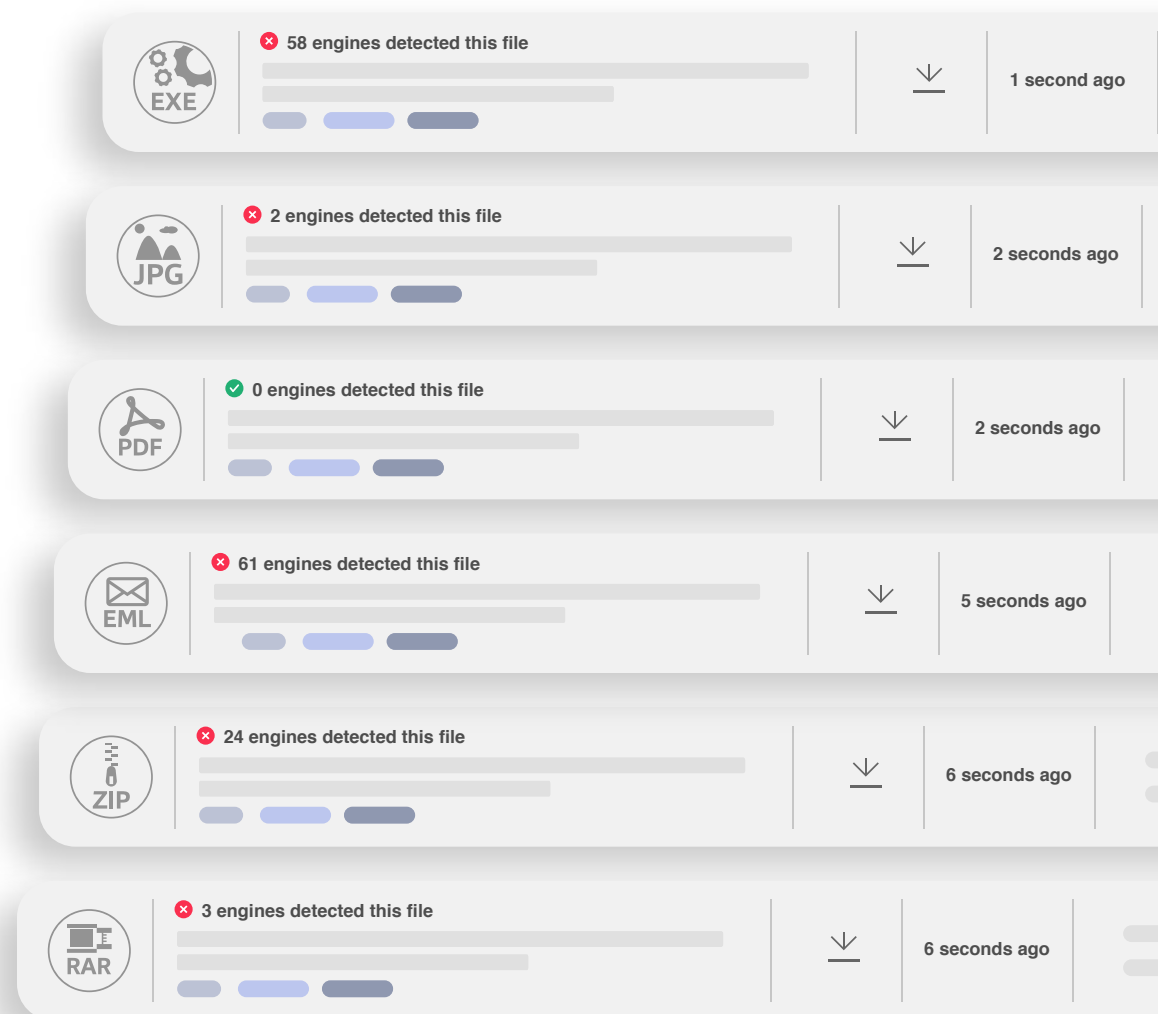 58 engines detected this file
EXE
1 second ago
2 engines detected this file
JPG
2 seconds ago
0 engines detected this file
PDF
2 seconds ago
61 engines detected this file
EML
5 seconds ago
24 engines detected this file
ZIP
6 seconds ago
3 engines detected this file
RAR
6 seconds ago